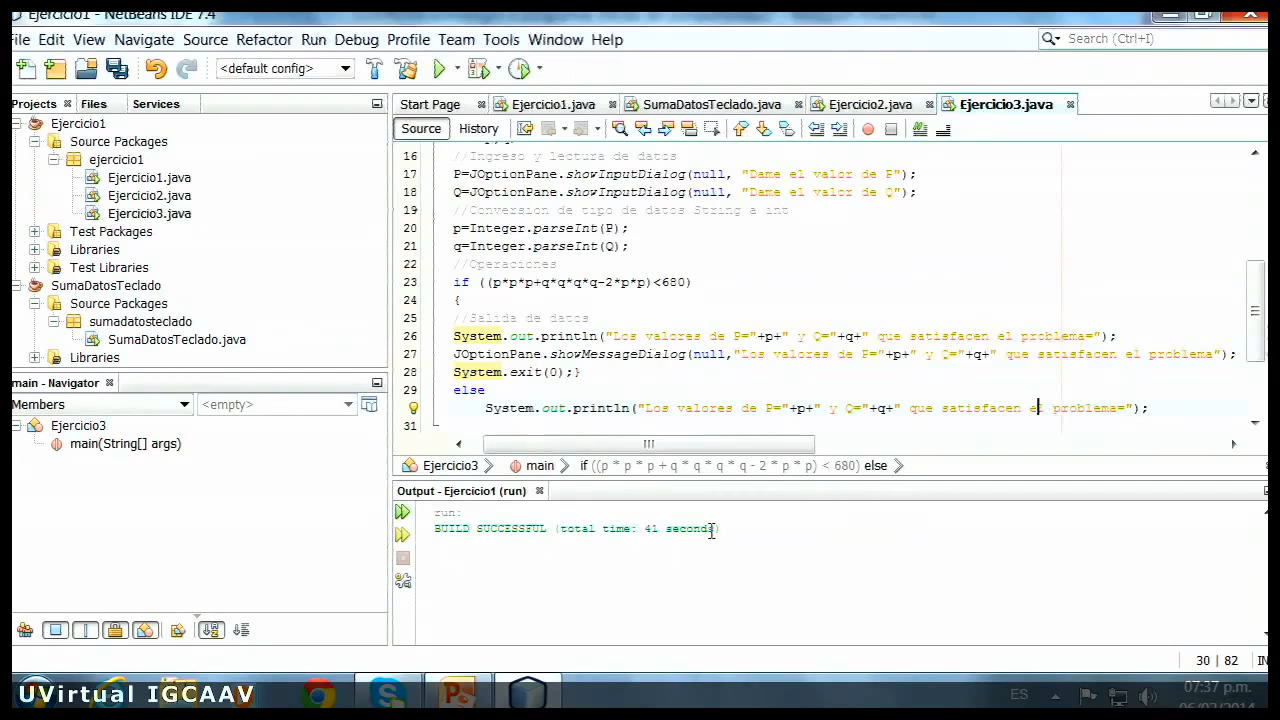 Ejercicio1 - NetBeans IDE 7.4
File Edit View Navigate Source Refactor Run Debug Profile Team Tools Window Help
Search (Ctrl+I)
<default config>
Projects Files Services
Start Page Ejercicio1.java SumaDatosTeclado.java Ejercicio2.java Ejercicio3.java
Source History
Ejercicio1
Source Packages
ejercicio1
Ejercicio1.java
Ejercicio2.java
Ejercicio3.java
Test Packages
Libraries
Test Libraries
SumaDatosTeclado
Source Packages
sumadatosteclado
SumaDatosTeclado.java
Libraries
main - Navigator
Members <empty>
Ejercicio3
main(String[] args)
16 //Ingreso y lectura de datos
17 P=JOptionPane.showInputDialog(null, "Dame el valor de P");
18 Q=JOptionPane.showInputDialog(null, "Dame el valor de Q");
19 //Conversion de tipo de datos String a int
20 p=Integer.parseInt(P);
21 q=Integer.parseInt(Q);
22 //Operaciones
23 if ((p*p*p+q*q*q*q-2*p*p)<680)
24 {
25 //Salida de datos
26 System.out.println("Los valores de P="+p+" y Q="+q+" que satisfacen el problema=");
27 JOptionPane.showMessageDialog(null,"Los valores de P="+p+" y Q="+q+" que satisfacen el problema");
28 System.exit(0);}
29 else
System.out.println("Los valores de P="+p+" y Q="+q+" que satisfacen el problema=");
31
Ejercicio3 main if ((p * p * p + q * q * q * q - 2 * p * p) < 680) else
Output - Ejercicio1 (run)
run:
BUILD SUCCESSFUL (total time: 41 seconds)
30 | 82 IN
UVirtual IGCAAV
ES
07:37 p.m.